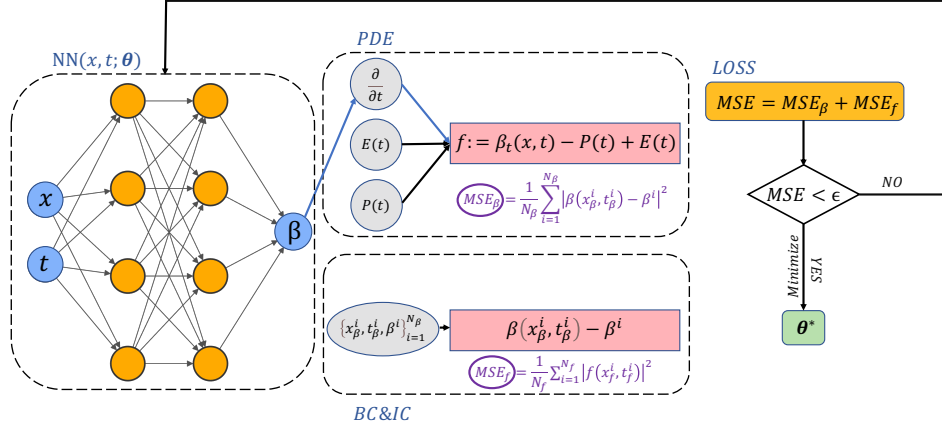 NN(x, t; θ)
x
t
β
PDE
∂/∂t
E(t)
P(t)
f := β_t(x, t) − P(t) + E(t)
MSE_β = 1/N_β ∑_{i=1}^{N_β} |β(x_β^i, t_β^i) − β^i|^2
{x_β^i, t_β^i, β^i}_{i=1}^{N_β}
β(x_β^i, t_β^i) − β^i
MSE_f = 1/N_f ∑_{i=1}^{N_f} |f(x_f^i, t_f^i)|^2
BC&IC
LOSS
MSE = MSE_β + MSE_f
MSE < ϵ
NO
Minimize
YES
θ*